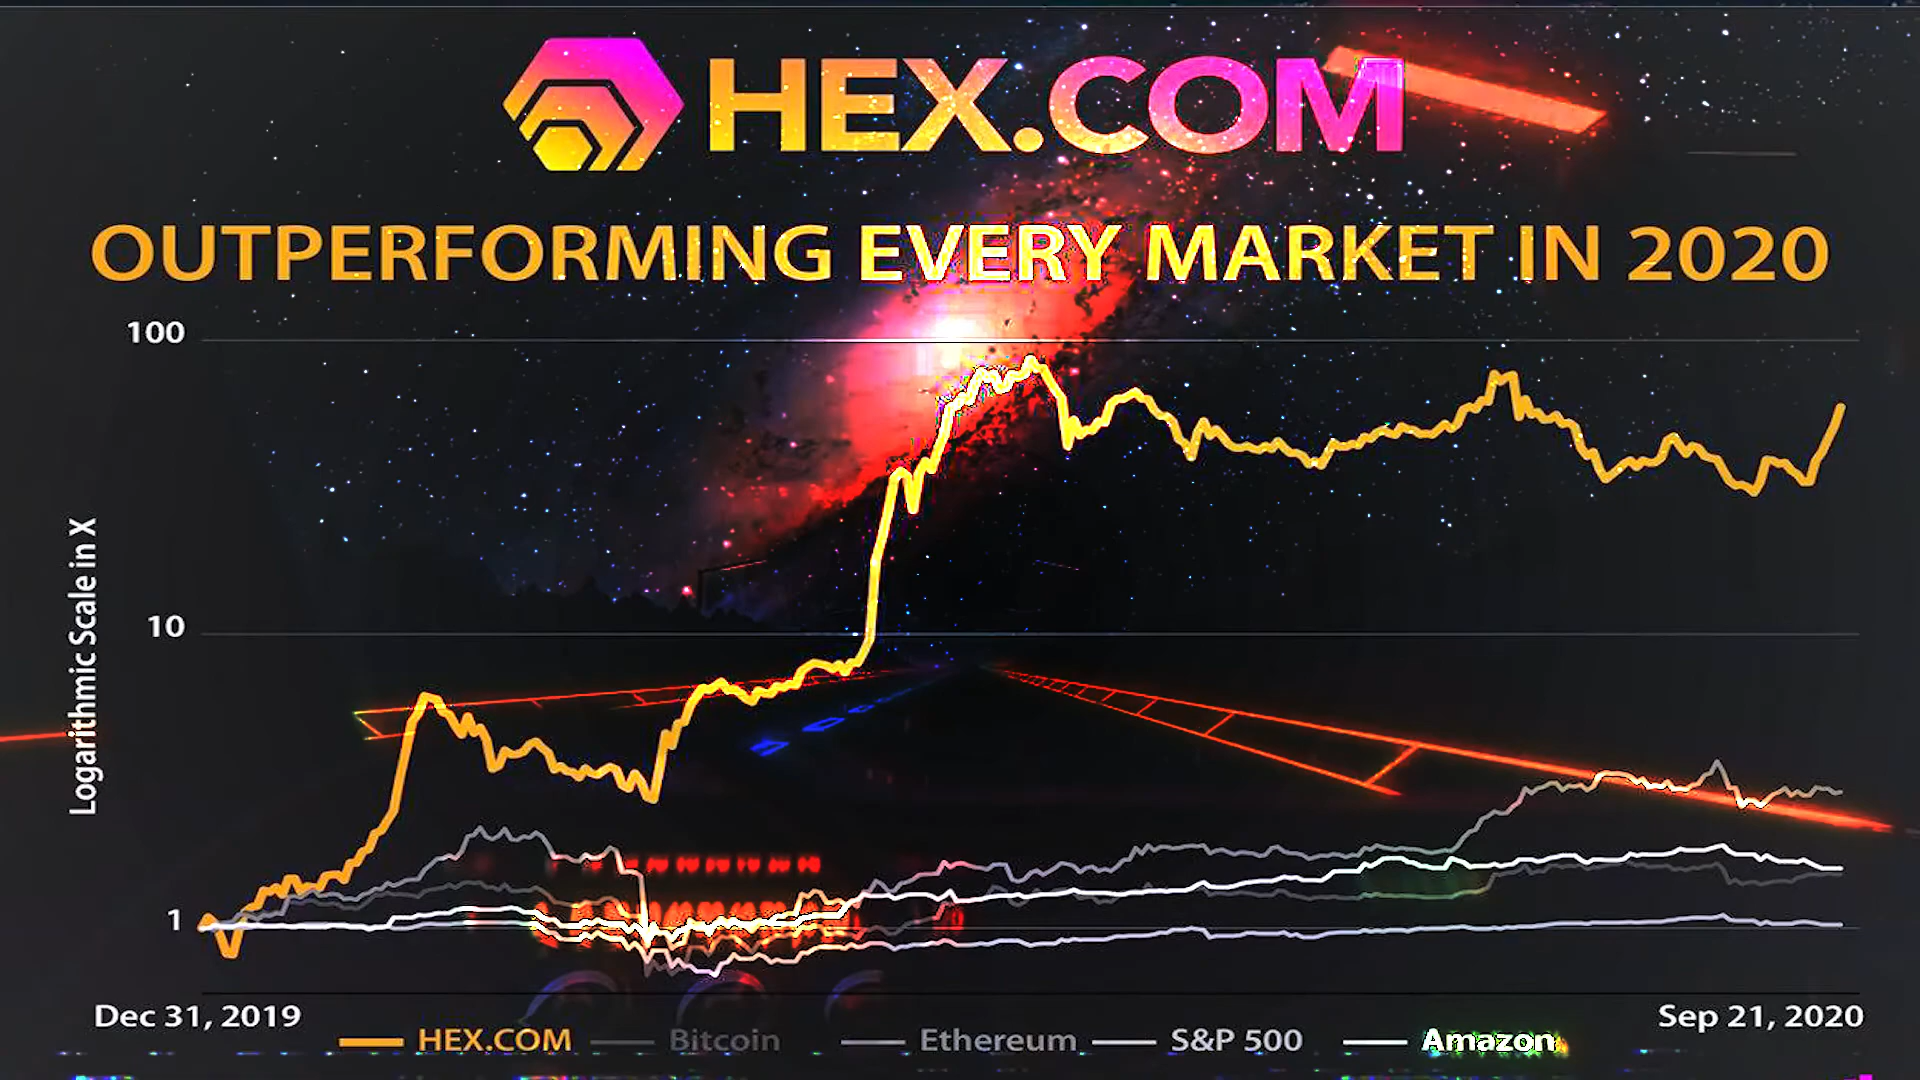 HEX.COM
OUTPERFORMING EVERY MARKET IN 2020
100
10
1
Logarithmic Scale in X
Dec 31, 2019
Sep 21, 2020
HEX.COM
Bitcoin
Ethereum
S&P 500
Amazon